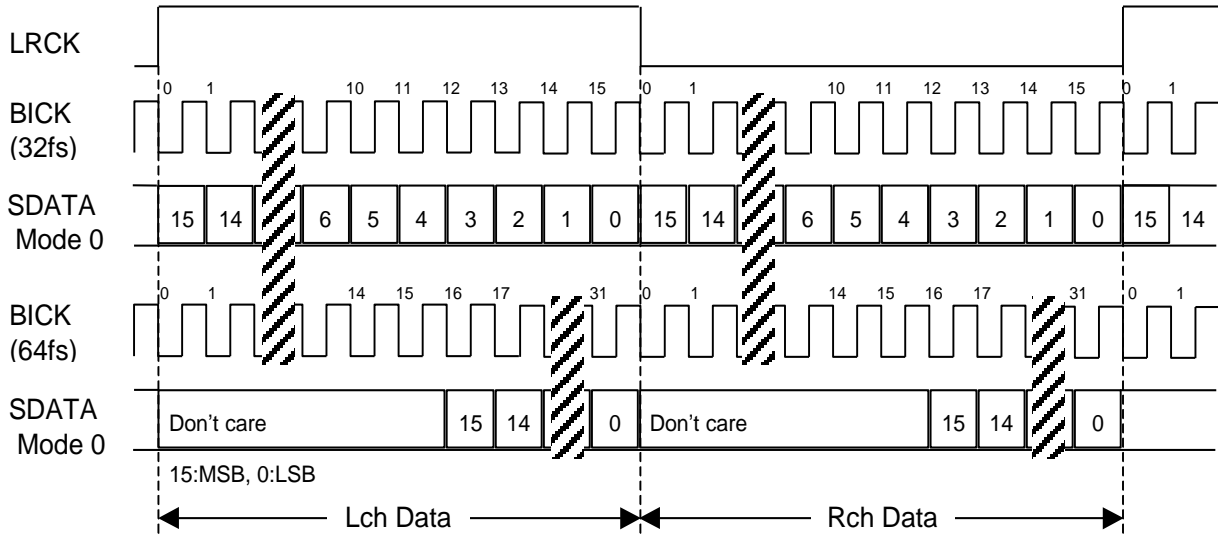 LRCK
0 1 10 11 12 13 14 15 0 1 10 11 12 13 14 15 0 1
BICK
(32fs)
SDATA
Mode 0
15 14 6 5 4 3 2 1 0 15 14 6 5 4 3 2 1 0 15 14
0 1 14 15 16 17 31 0 1 14 15 16 17 31 0 1
BICK
(64fs)
SDATA
Mode 0
Don't care 15 14 0 Don't care 15 14 0
15:MSB, 0:LSB
Lch Data Rch Data